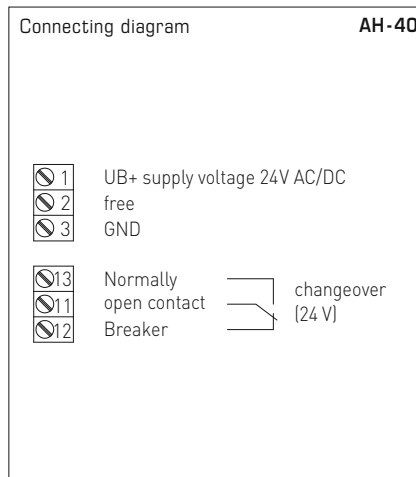 Connecting diagram AH-40
1 UB+ supply voltage 24V AC/DC
2 free
3 GND
13 Normally
11 open contact
12 Breaker
changeover
(24 V)